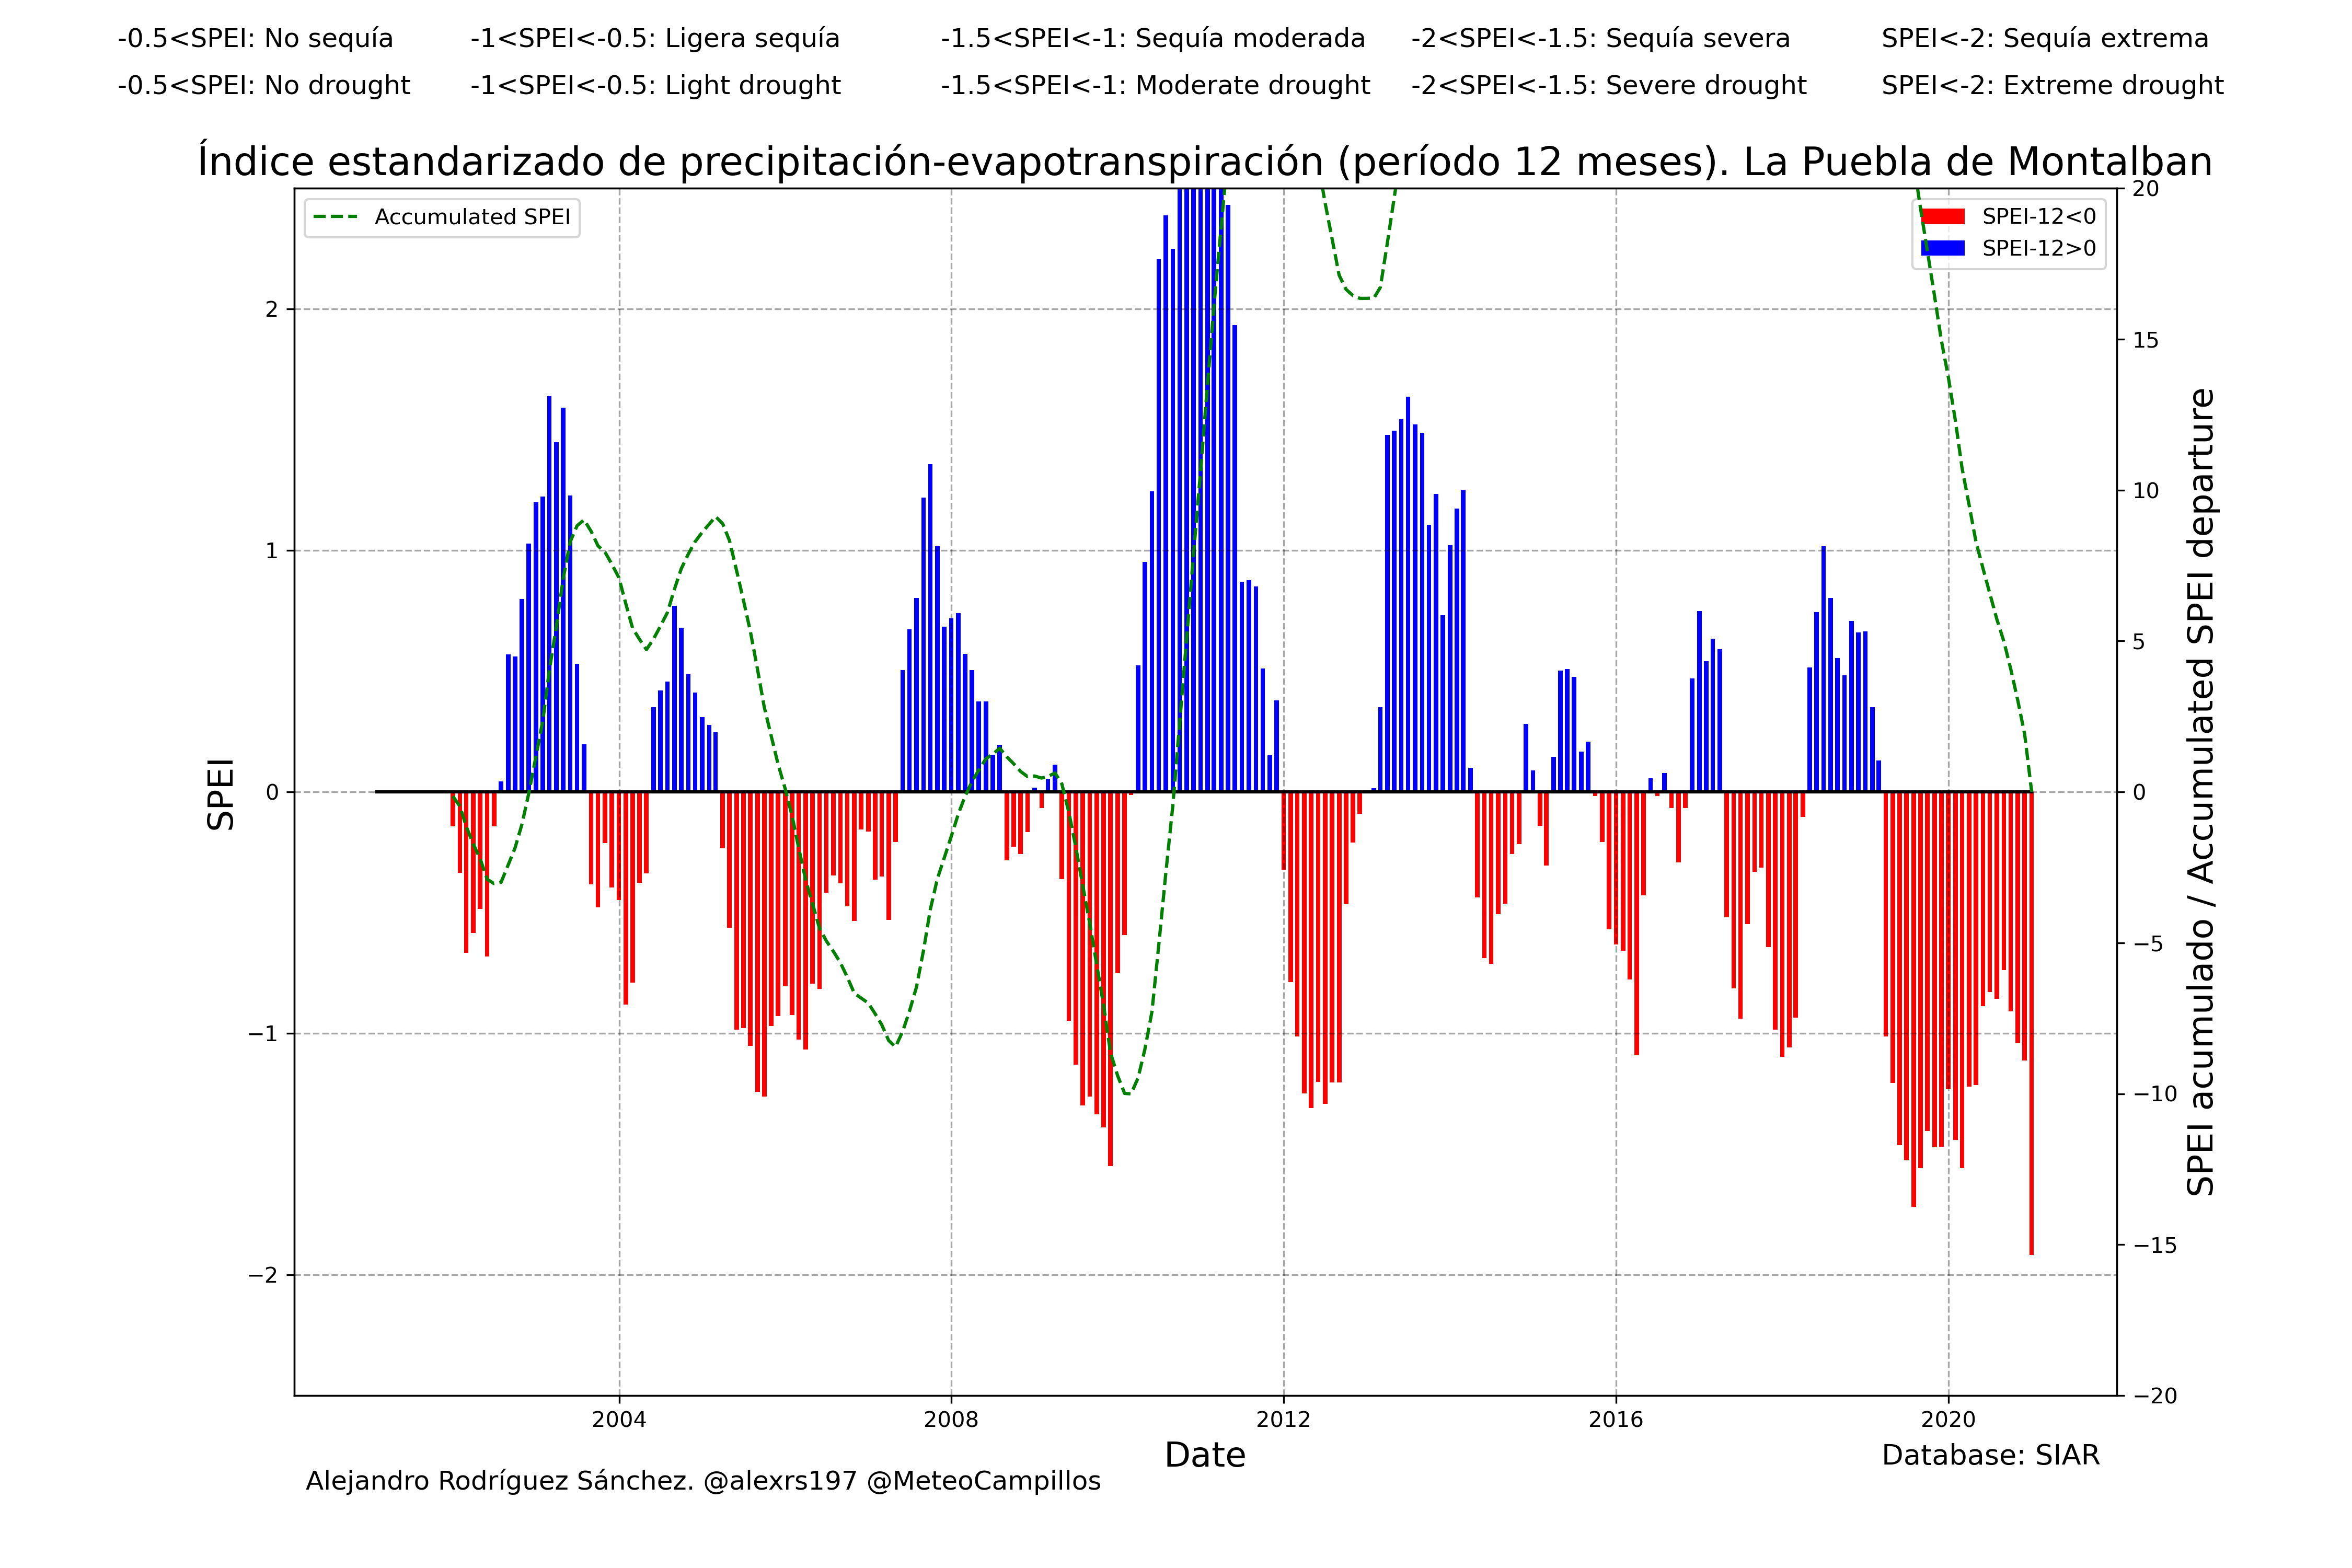 -0.5<SPEI: No sequía -1<SPEI<-0.5: Ligera sequía -1.5<SPEI<-1: Sequía moderada -2<SPEI<-1.5: Sequía severa SPEI<-2: Sequía extrema
-0.5<SPEI: No drought -1<SPEI<-0.5: Light drought -1.5<SPEI<-1: Moderate drought -2<SPEI<-1.5: Severe drought SPEI<-2: Extreme drought
Índice estandarizado de precipitación-evapotranspiración (período 12 meses). La Puebla de Montalban
Accumulated SPEI
SPEI-12<0
SPEI-12>0
SPEI
2
1
0
−1
−2
20
15
10
5
0
−5
−10
−15
−20
SPEI acumulado / Accumulated SPEI departure
2004 2008 2012 2016 2020
Date
Database: SIAR
Alejandro Rodríguez Sánchez. @alexrs197 @MeteoCampillos